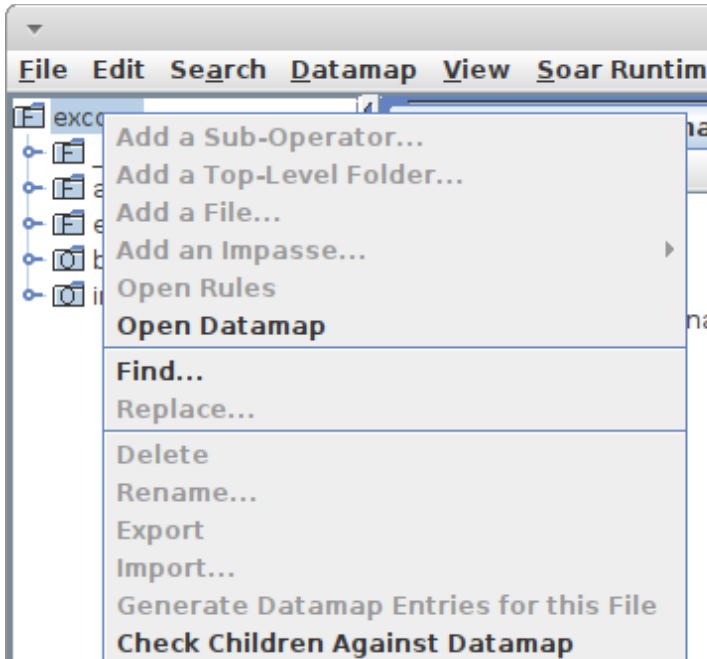 File Edit Search Datamap View Soar Runtim
Add a Sub-Operator...
Add a Top-Level Folder...
Add a File...
Add an Impasse...
Open Rules
Open Datamap
Find...
Replace...
Delete
Rename...
Export
Import...
Generate Datamap Entries for this File
Check Children Against Datamap